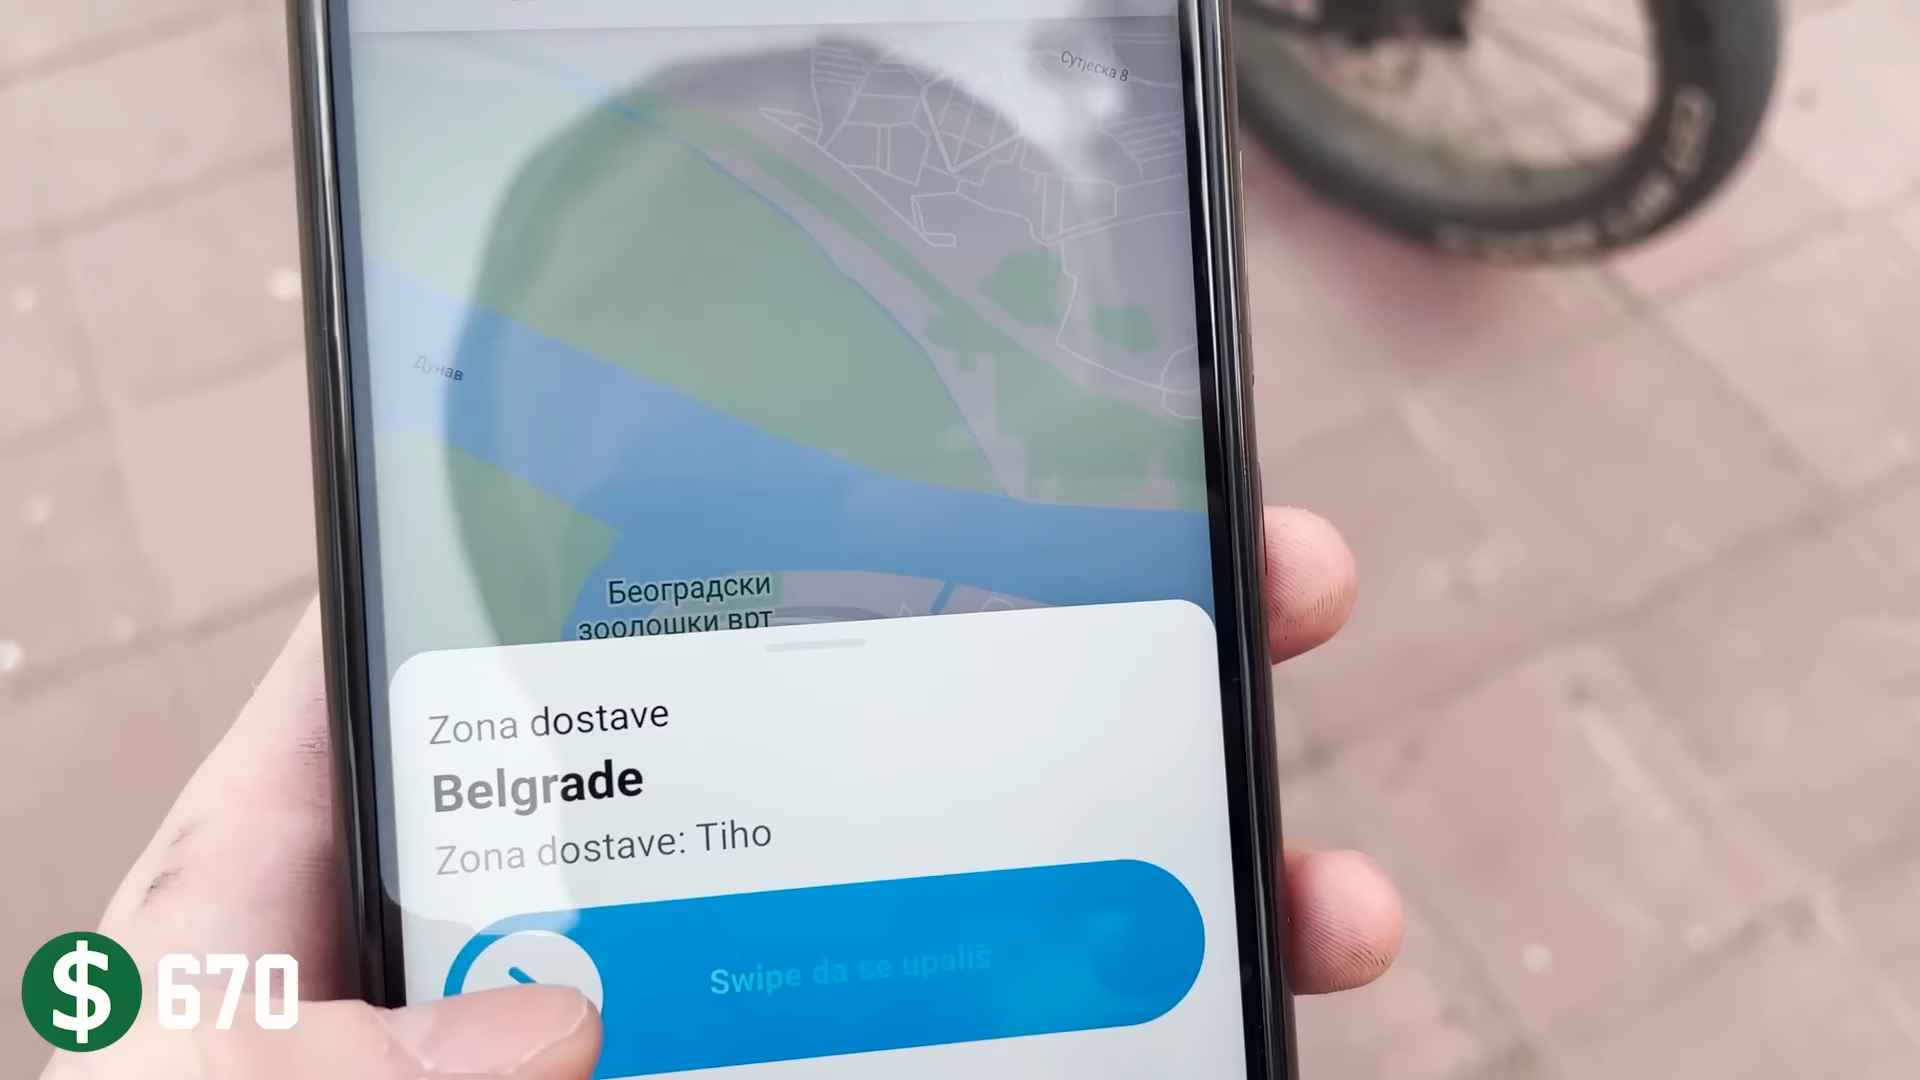 Сутјеска 8
Дунав
Београдски
зоолошки врт
Zona dostave
Belgrade
Zona dostave: Tiho
Swipe da se upališ
$ 670